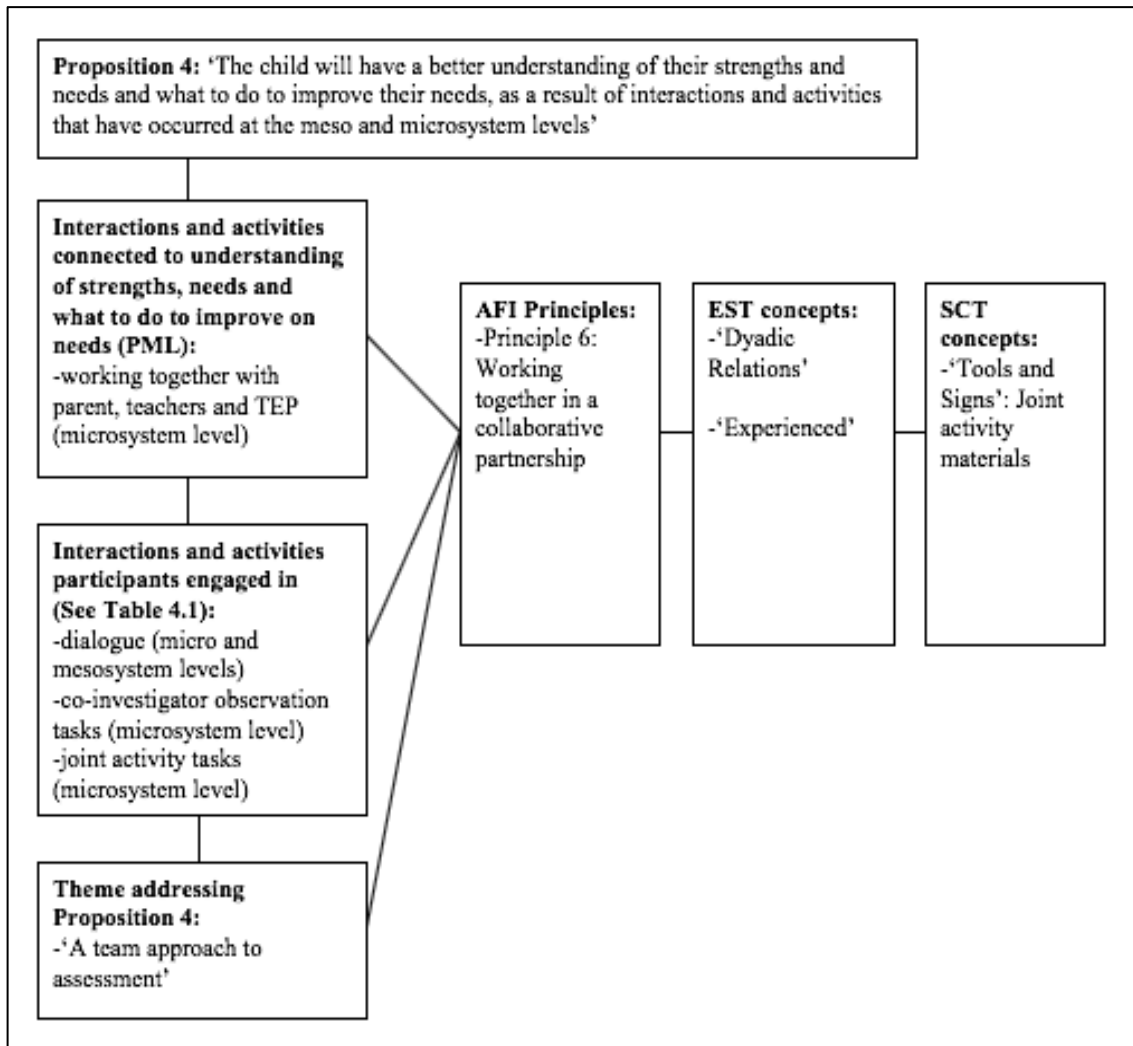 Proposition 4: ‘The child will have a better understanding of their strengths and
needs and what to do to improve their needs, as a result of interactions and activities
that have occurred at the meso and microsystem levels’
Interactions and activities
connected to understanding
of strengths, needs and
what to do to improve on
needs (PML):
-working together with
parent, teachers and TEP
(microsystem level)
Interactions and activities
participants engaged in
(See Table 4.1):
-dialogue (micro and
mesosystem levels)
-co-investigator observation
tasks (microsystem level)
-joint activity tasks
(microsystem level)
Theme addressing
Proposition 4:
-‘A team approach to
assessment’
AFI Principles:
-Principle 6:
Working
together in a
collaborative
partnership
EST concepts:
-‘Dyadic
Relations’
-‘Experienced’
SCT
concepts:
-‘Tools and
Signs’: Joint
activity
materials